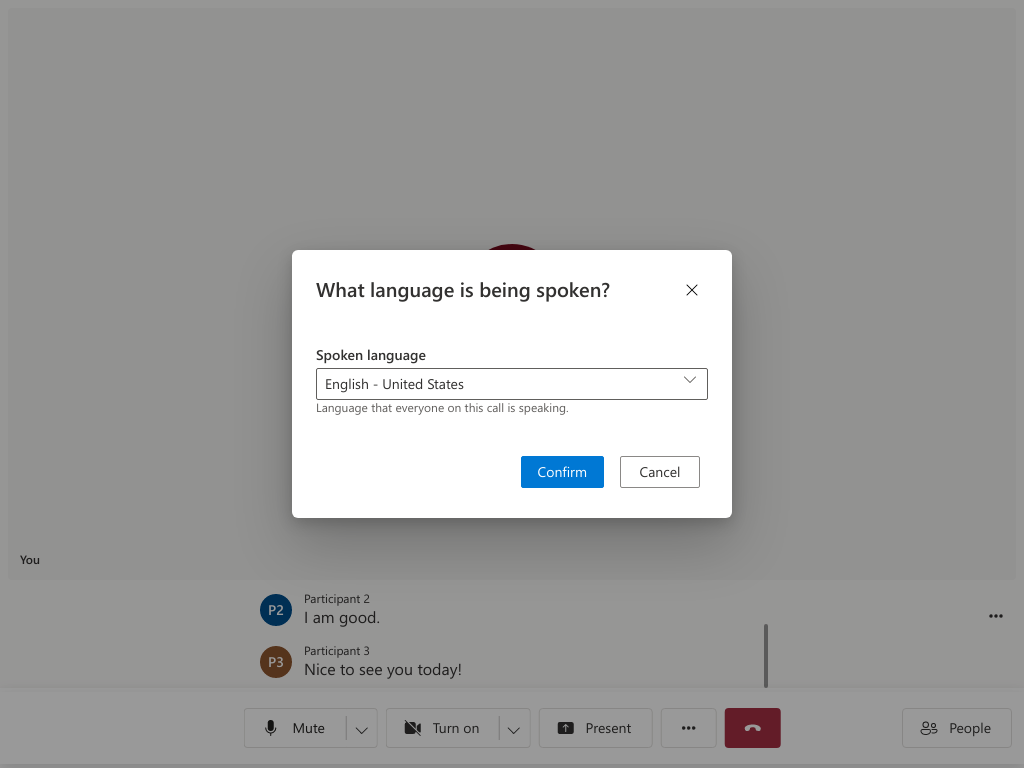 What language is being spoken?
Spoken language
English - United States
Language that everyone on this call is speaking.
Confirm
Cancel
You
P2
Participant 2
I am good.
P3
Participant 3
Nice to see you today!
Mute
Turn on
Present
People